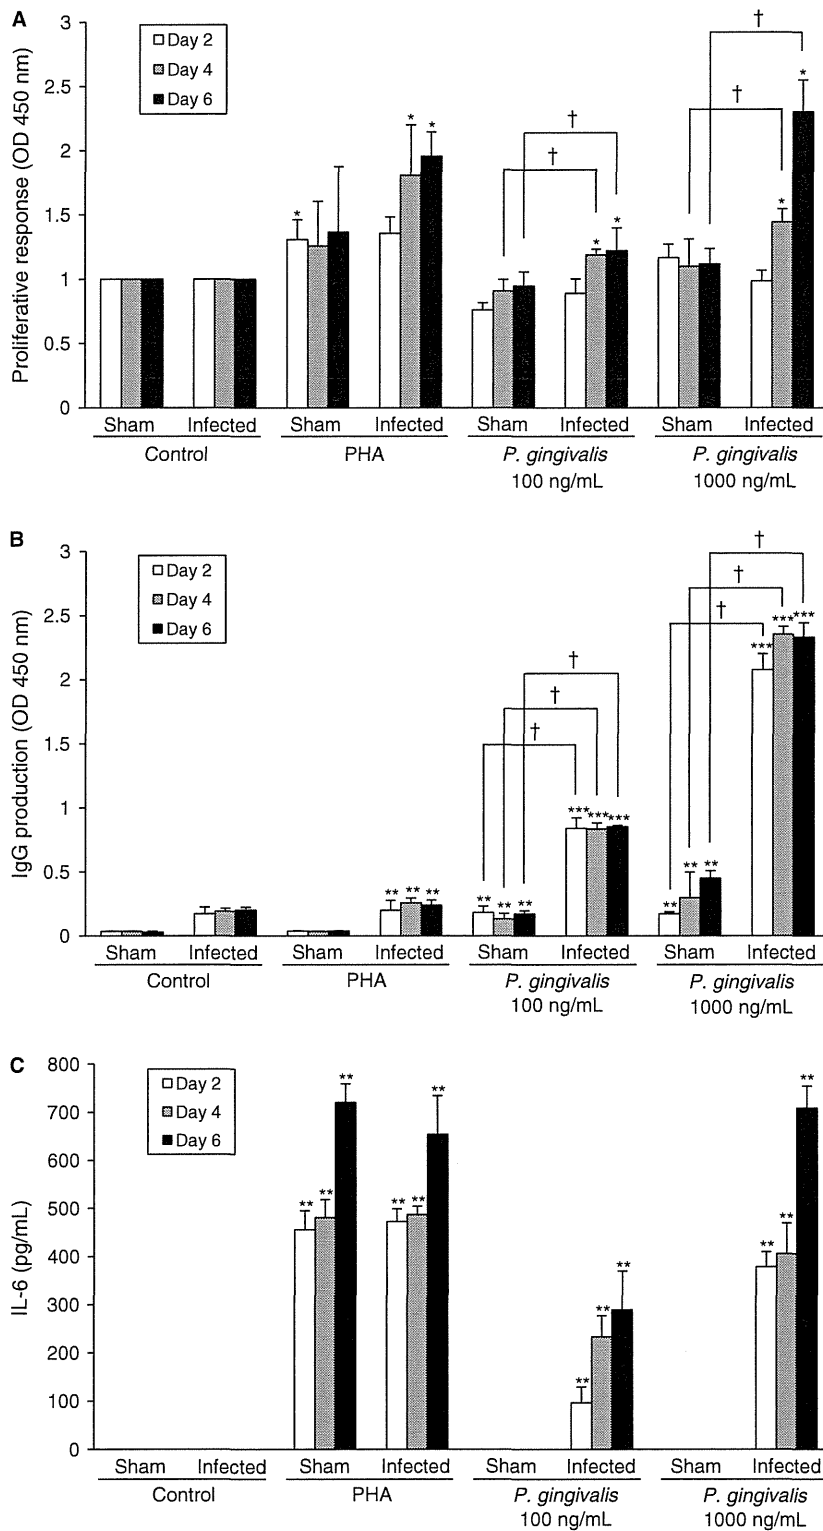 A
Proliferative response (OD 450 nm)
3
2.5
2
1.5
1
0.5
0
Day 2
Day 4
Day 6
*
* *
† †
* *
† †
* *
Sham Infected Sham Infected Sham Infected Sham Infected
Control PHA P. gingivalis P. gingivalis
100 ng/mL 1000 ng/mL
B
IgG production (OD 450 nm)
3
2.5
2
1.5
1
0.5
0
Day 2
Day 4
Day 6
** ** **
** ** **
† † †
*** *** ***
** ** **
† † †
*** *** ***
Sham Infected Sham Infected Sham Infected Sham Infected
Control PHA P. gingivalis P. gingivalis
100 ng/mL 1000 ng/mL
C
IL-6 (pg/mL)
800
700
600
500
400
300
200
100
0
Day 2
Day 4
Day 6
** ** **
** ** **
** ** **
** ** **
Sham Infected Sham Infected Sham Infected Sham Infected
Control PHA P. gingivalis P. gingivalis
100 ng/mL 1000 ng/mL